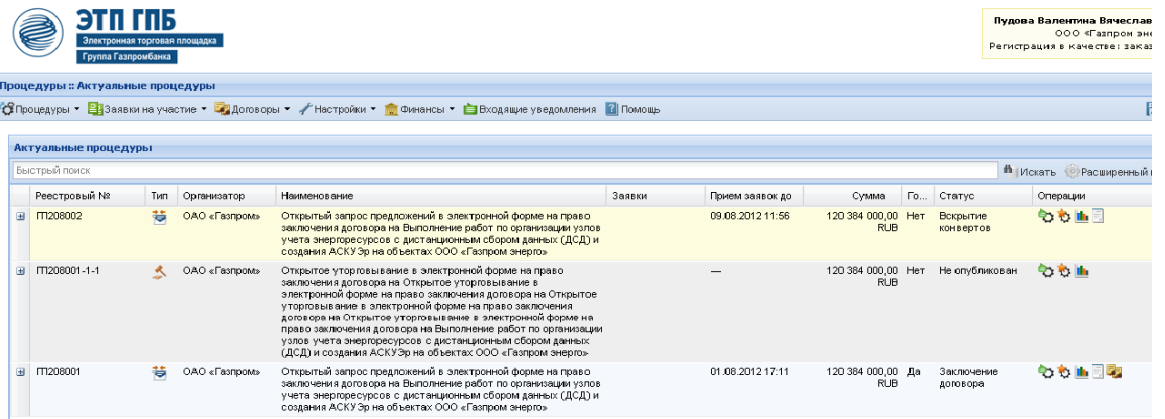 ЭТП ГПБ
Электронная торговая площадка
Группа Газпромбанка
Пудова Валентина Вячеслав
ООО «Газпром эне
Регистрация в качестве: заказ
Процедуры :: Актуальные процедуры
Процедуры Заявки на участие Договоры Настройки Финансы Входящие уведомления Помощь
Актуальные процедуры
Быстрый поиск Искать Расширенный
Реестровый № Тип Организатор Наименование Заявки Прием заявок до Сумма Го... Статус Операции
ГП208002 ОАО «Газпром» Открытый запрос предложений в электронной форме на право 09.08.2012 11:56 120 384 000,00 Нет Вскрытие
заключения договора на Выполнение работ по организации узлов RUB конвертов
учета энергоресурсов с дистанционным сбором данных (ДСД) и
создания АСКУЭр на объектах ООО «Газпром энерго»
ГП208001-1-1 ОАО «Газпром» Открытое уторговывание в электронной форме на право — 120 384 000,00 Нет Не опубликован
заключения договора на Открытое уторговывание в RUB
электронной форме на право заключения договора на Открытое
уторговывание в электронной форме на право заключения
договора на Открытое уторговывание в электронной форме на
право заключения договора на Выполнение работ по организации
узлов учета энергоресурсов с дистанционным сбором данных
(ДСД) и создания АСКУЭр на объектах ООО «Газпром энерго»
ГП208001 ОАО «Газпром» Открытый запрос предложений в электронной форме на право 01.08.2012 17:11 120 384 000,00 Да Заключение
заключения договора на Выполнение работ по организации узлов RUB договора
учета энергоресурсов с дистанционным сбором данных (ДСД) и
создания АСКУЭр на объектах ООО «Газпром энерго»